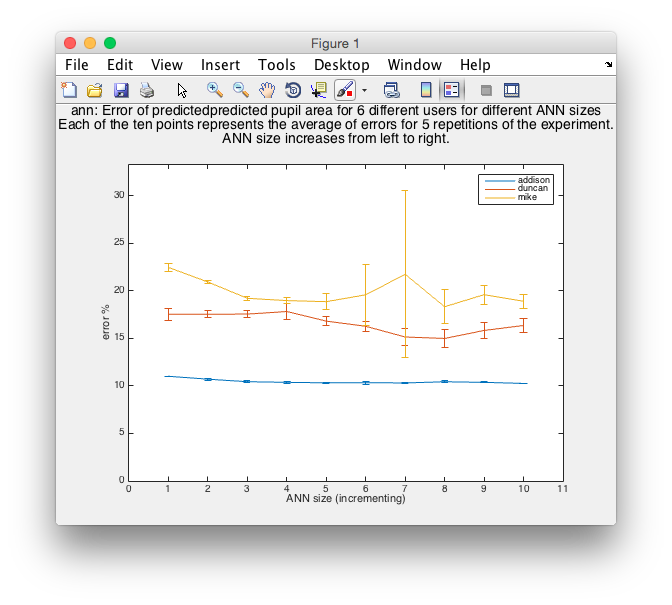 Figure 1
File Edit View Insert Tools Desktop Window Help
ann: Error of predictedpredicted pupil area for 6 different users for different ANN sizes
Each of the ten points represents the average of errors for 5 repetitions of the experiment.
ANN size increases from left to right.
addison
duncan
mike
30
25
20
15
10
5
0
error %
0 1 2 3 4 5 6 7 8 9 10 11
ANN size (incrementing)